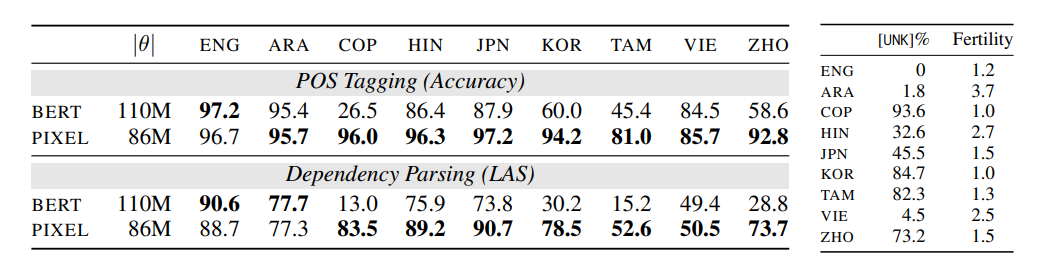 |θ| ENG ARA COP HIN JPN KOR TAM VIE ZHO
POS Tagging (Accuracy)
BERT 110M 97.2 95.4 26.5 86.4 87.9 60.0 45.4 84.5 58.6
PIXEL 86M 96.7 95.7 96.0 96.3 97.2 94.2 81.0 85.7 92.8
Dependency Parsing (LAS)
BERT 110M 90.6 77.7 13.0 75.9 73.8 30.2 15.2 49.4 28.8
PIXEL 86M 88.7 77.3 83.5 89.2 90.7 78.5 52.6 50.5 73.7
[UNK]% Fertility
ENG 0 1.2
ARA 1.8 3.7
COP 93.6 1.0
HIN 32.6 2.7
JPN 45.5 1.5
KOR 84.7 1.0
TAM 82.3 1.3
VIE 4.5 2.5
ZHO 73.2 1.5